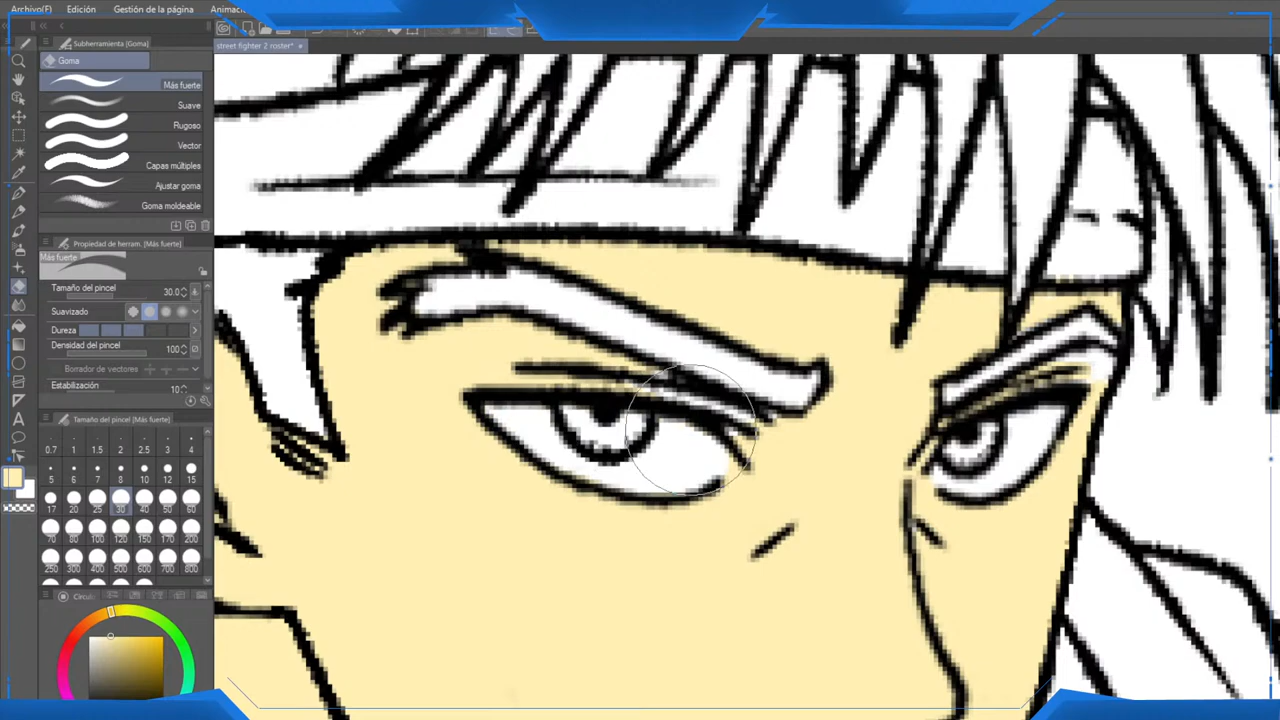 Archivo(F) Edición Gestión de la página Animació
Subherramienta (Goma)
street fighter 2 roster*
Goma
Más fuerte
Suave
Rugoso
Vector
Capas múltiples
Ajustar goma
Goma moldeable
Propiedad de herram. [Más fuerte]
Más fuerte
Tamaño del pincel 30.0
Suavizado
Dureza
Densidad del pincel 100
Borrador de vectores
Estabilización 10
Tamaño del pincel [Más fuerte]
0.7 1 1.5 2 2.5 3 4
5 6 7 8 10 12 15
17 20 25 30 40 50 60
70 80 100 120 150 170 200
250 300 400 500 600 700 800
Círculo